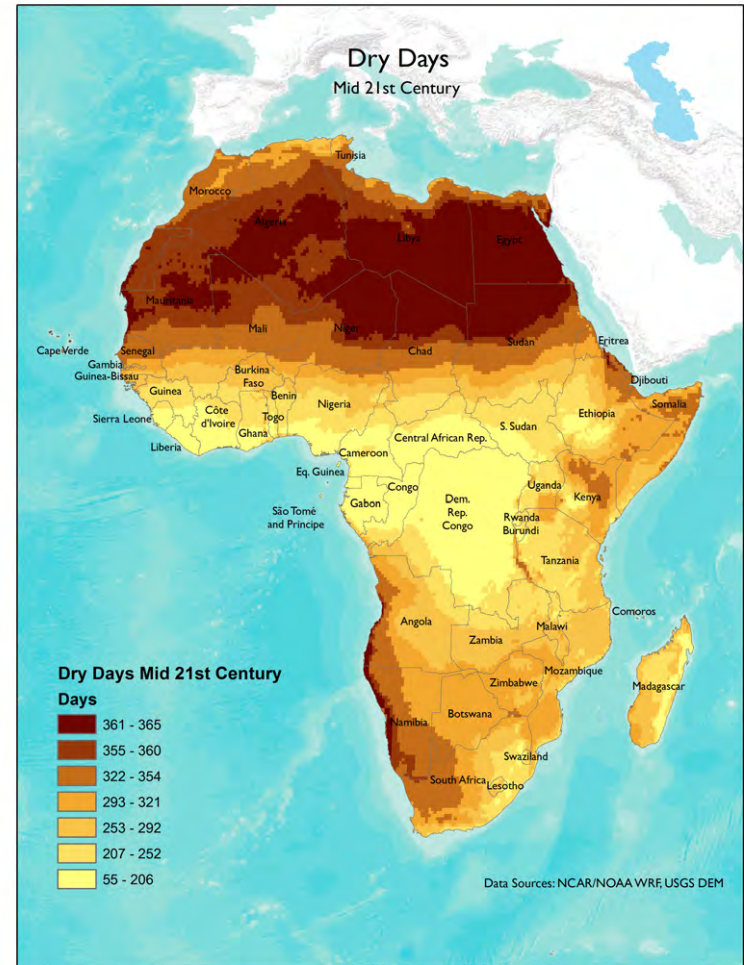 Dry Days
Mid 21st Century
Tunisia
Morocco
Algeria
Libya
Egypt
Mauritania
Mali
Niger
Chad
Sudan
Eritrea
Cape Verde
Senegal
Gambia
Guinea-Bissau
Burkina
Faso
Djibouti
Guinea
Benin
Nigeria
Ethiopia
Somalia
Sierra Leone
Côte
d'Ivoire
Togo
Ghana
S. Sudan
Central African Rep.
Liberia
Cameroon
Eq. Guinea
Uganda
Kenya
Congo
Gabon
Dem.
Rep.
Congo
São Tomé
and Principe
Rwanda
Burundi
Tanzania
Comoros
Angola
Malawi
Zambia
Mozambique
Zimbabwe
Madagascar
Namibia
Botswana
Swaziland
South Africa
Lesotho
Dry Days Mid 21st Century
Days
361 - 365
355 - 360
322 - 354
293 - 321
253 - 292
207 - 252
55 - 206
Data Sources: NCAR/NOAA WRF, USGS DEM